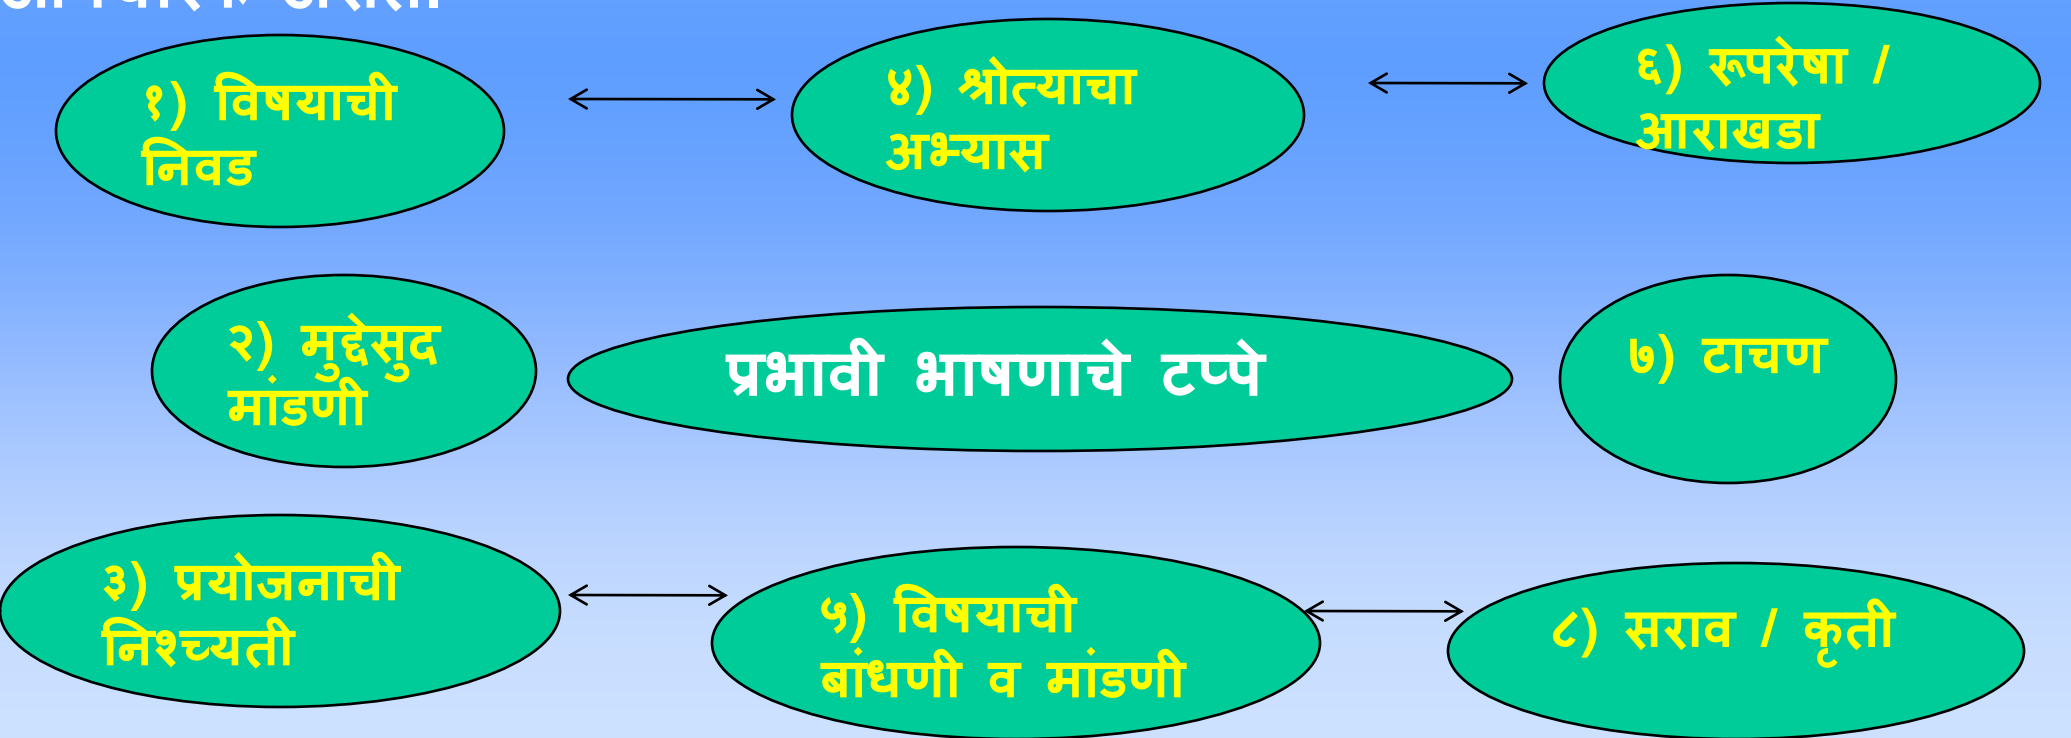 १) विषयाची
निवड
४) श्रोत्याचा
अभ्यास
६) रूपरेषा /
आराखडा
२) मुद्देसुद
मांडणी
प्रभावी भाषणाचे टप्पे
७) टाचण
३) प्रयोजनाची
निश्च्यती
५) विषयाची
बांधणी व मांडणी
८) सराव / कृती